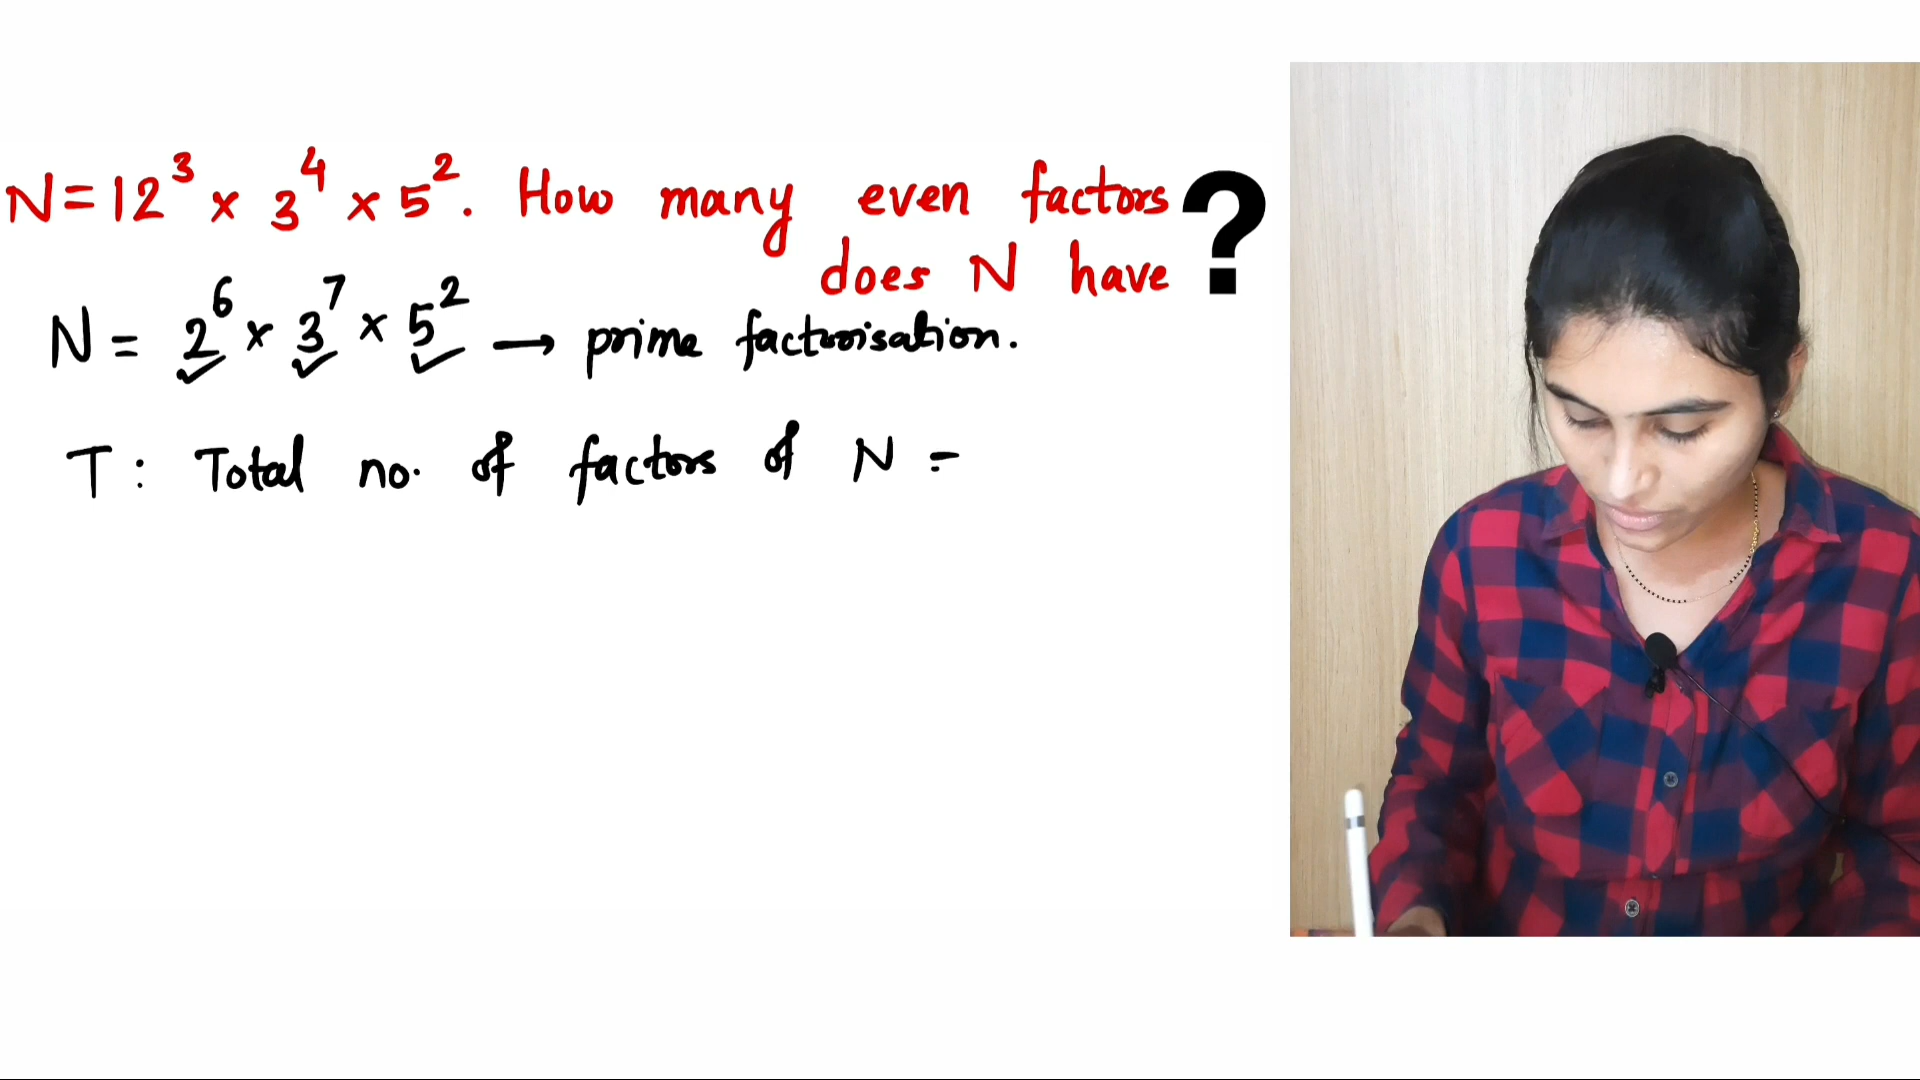 N = 12³ × 3⁴ × 5². How many even factors
does N have ?
N = 2⁶ × 3⁷ × 5² → prime factorisation.
T : Total no. of factors of N =